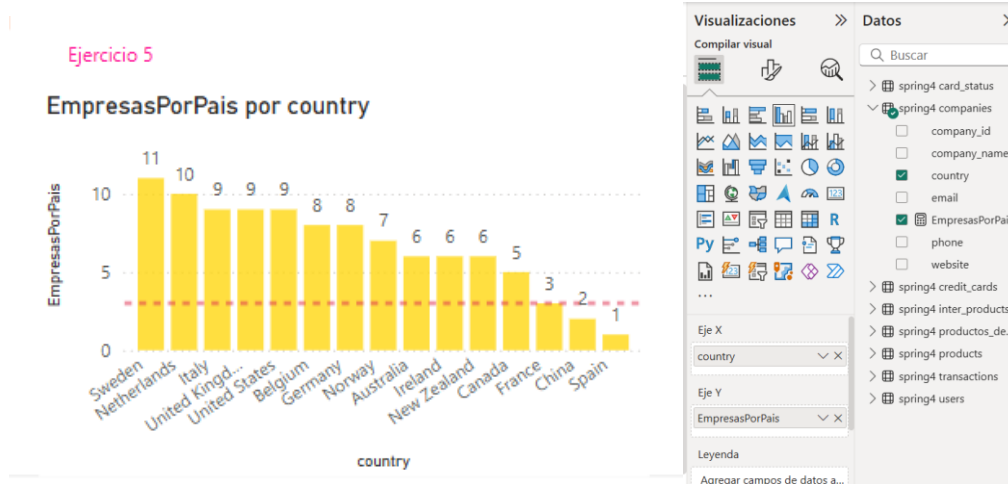 Ejercicio 5
EmpresasPorPais por country
EmpresasPorPais
10
5
0
11
10
9
9
9
8
8
7
6
6
6
5
3
2
1
Sweden
Netherlands
Italy
United Kingd...
United States
Belgium
Germany
Norway
Australia
Ireland
New Zealand
Canada
France
China
Spain
country
Visualizaciones
Compilar visual
123
R
Py
...
Eje X
country
Eje Y
EmpresasPorPais
Leyenda
Agregar campos de datos a...
Datos
Buscar
spring4 card_status
spring4 companies
company_id
company_name
country
email
EmpresasPorPai
phone
website
spring4 credit_cards
spring4 inter_products
spring4 productos_de..
spring4 products
spring4 transactions
spring4 users